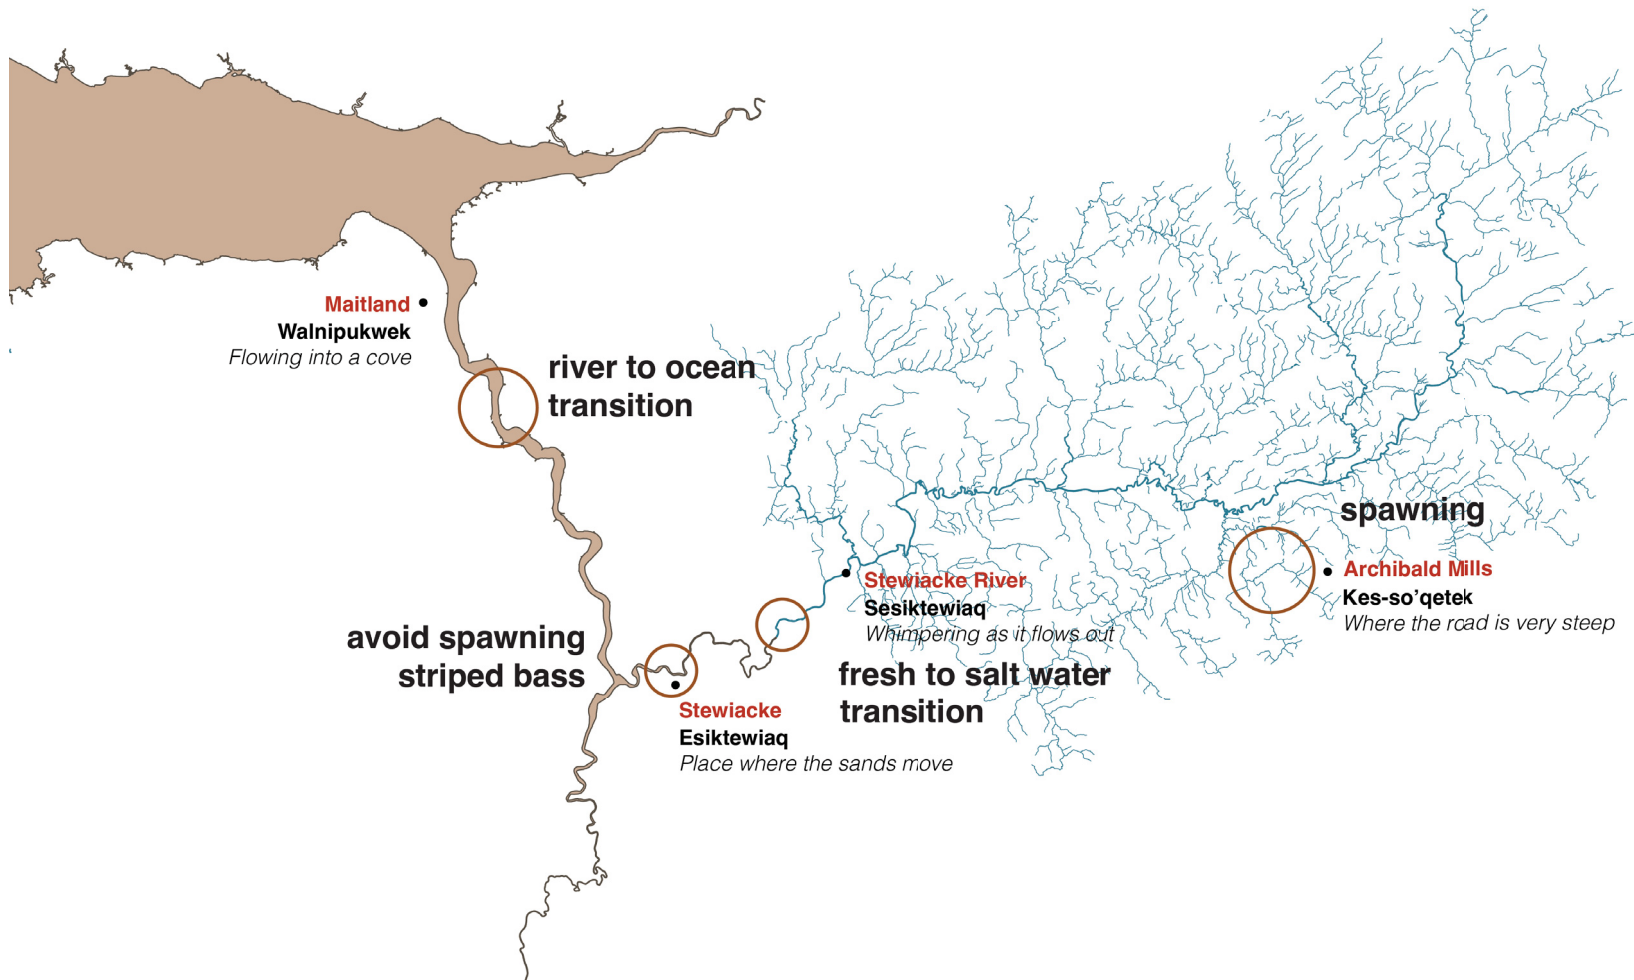 Maitland
Walnipukwek
Flowing into a cove
river to ocean
transition
spawning
Archibald Mills
Kes-so’qetek
Where the road is very steep
Stewiacke River
Sesiktewiaq
Whimpering as it flows out
avoid spawning
striped bass
fresh to salt water
transition
Stewiacke
Esiktewiaq
Place where the sands move